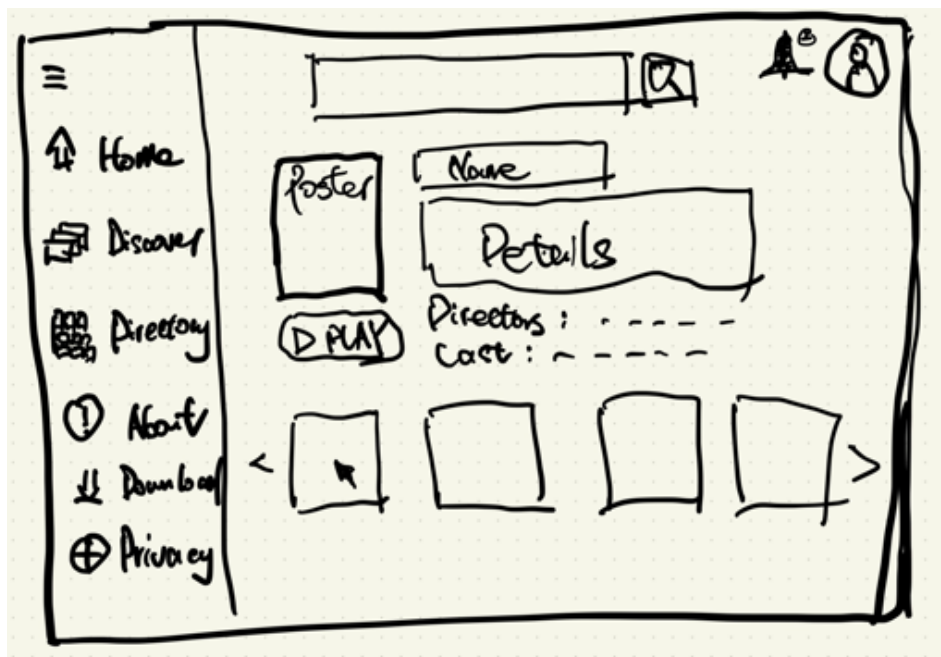 Home
Discover
Directory
About
Download
Privacy
Poster
PLAY
Name
Details
Directors :
Cast :